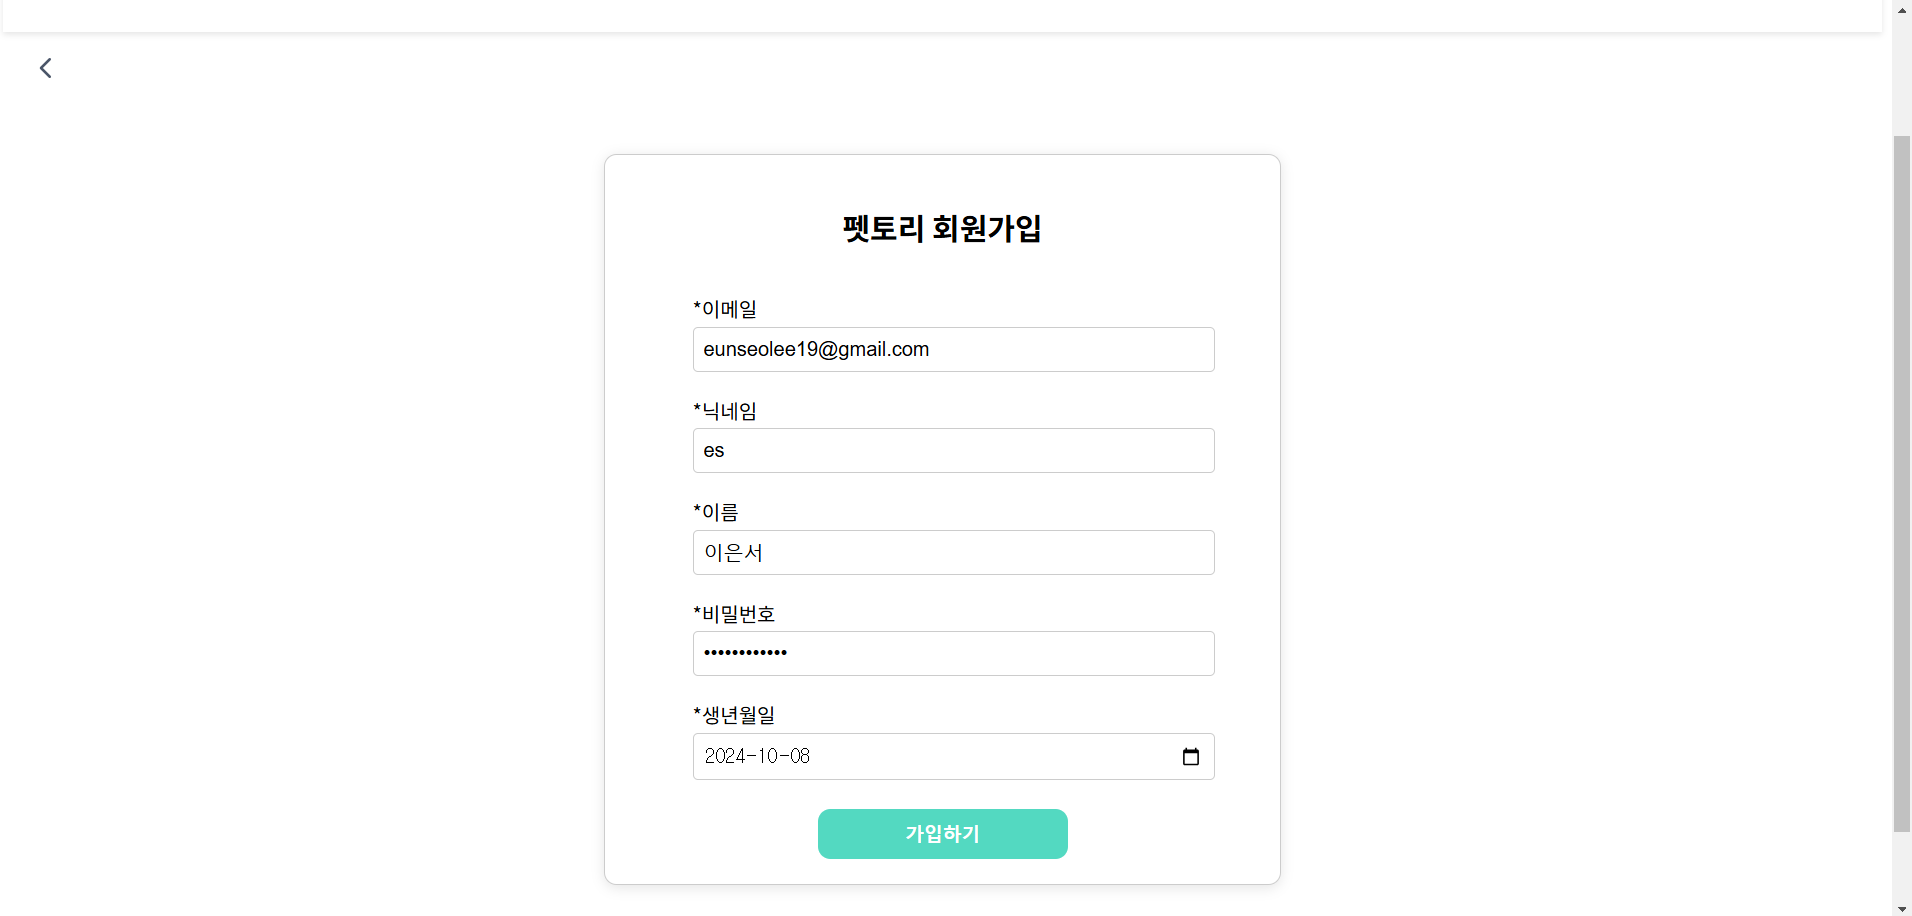 펫토리 회원가입
*이메일
eunseolee19@gmail.com
*닉네임
es
*이름
이은서
*비밀번호
••••••••••••
*생년월일
2024-10-08
가입하기